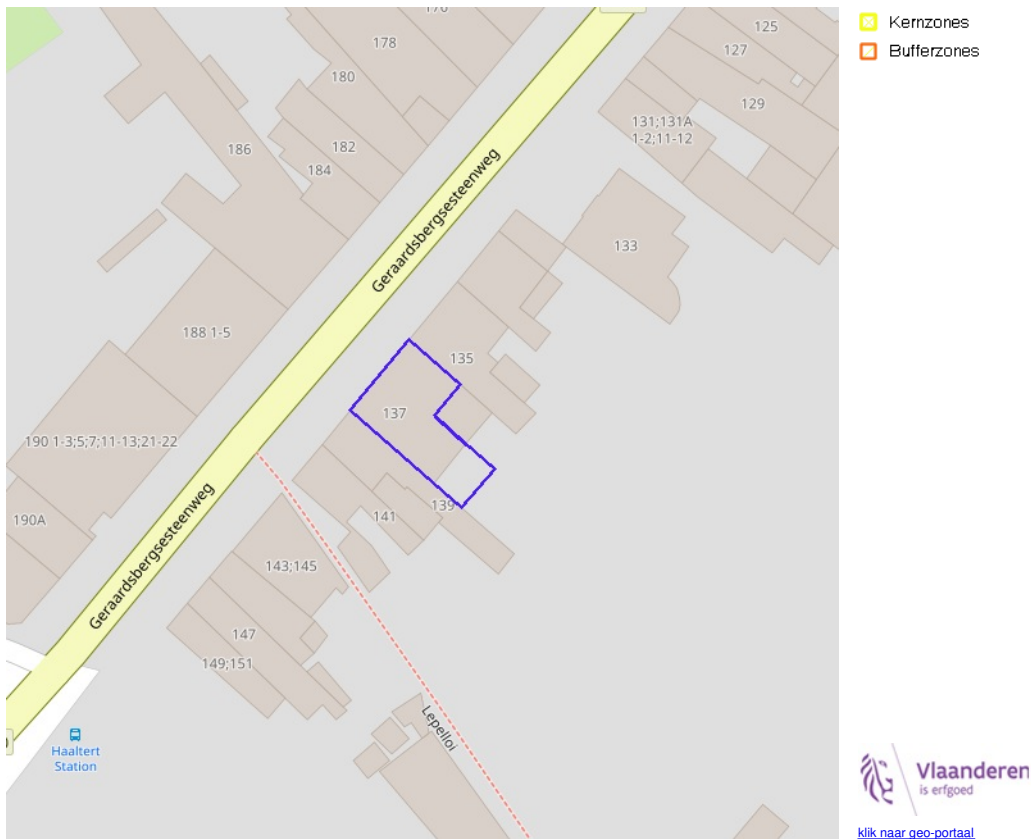 Kernzones
Bufferzones
125
178
127
180
129
131;131A
1-2;11-12
182
186
184
Geraardsbergsesteenweg
133
188 1-5
135
137
190 1-3;5;7;11-13;21-22
139
141
190A
Geraardsbergsesteenweg
143;145
147
149;151
Lepelloi
Haaltert
Station
Vlaanderen
is erfgoed
klik naar geo-portaal